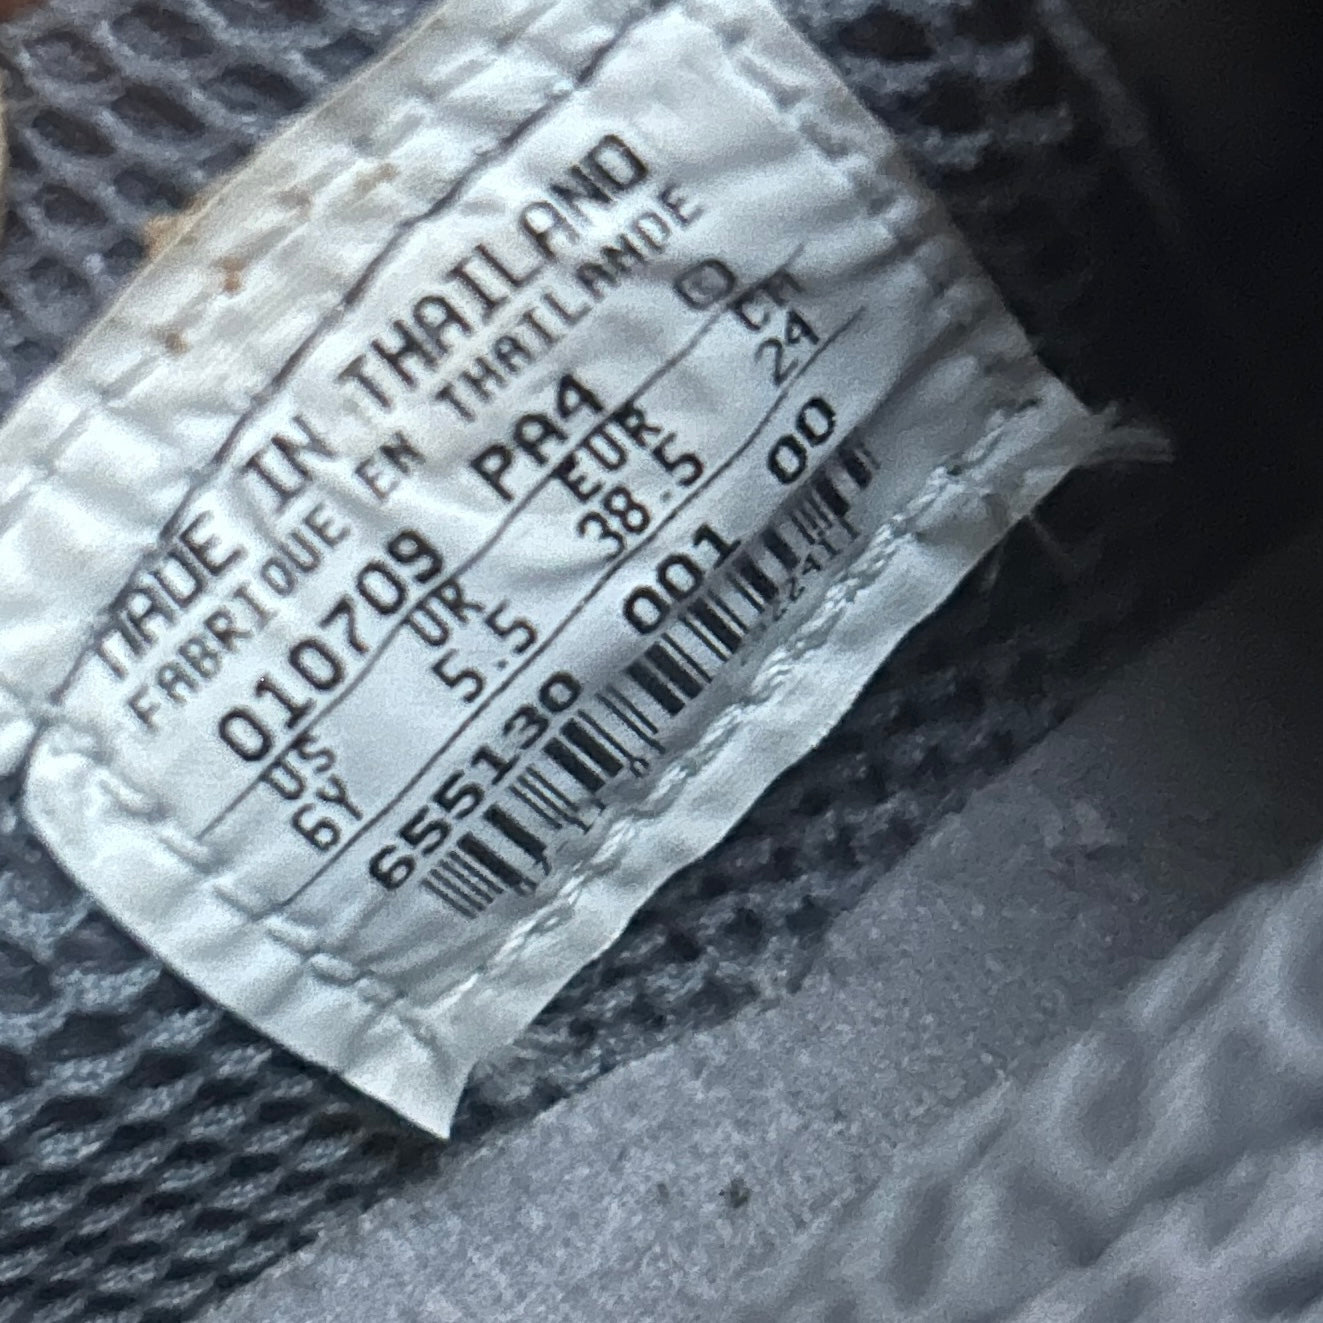 MADE IN THAILAND
FABRIQUE EN THAILANDE
010709 PA4 ©
US UK EUR CM
6Y 5.5 38.5 24
655130 001 00